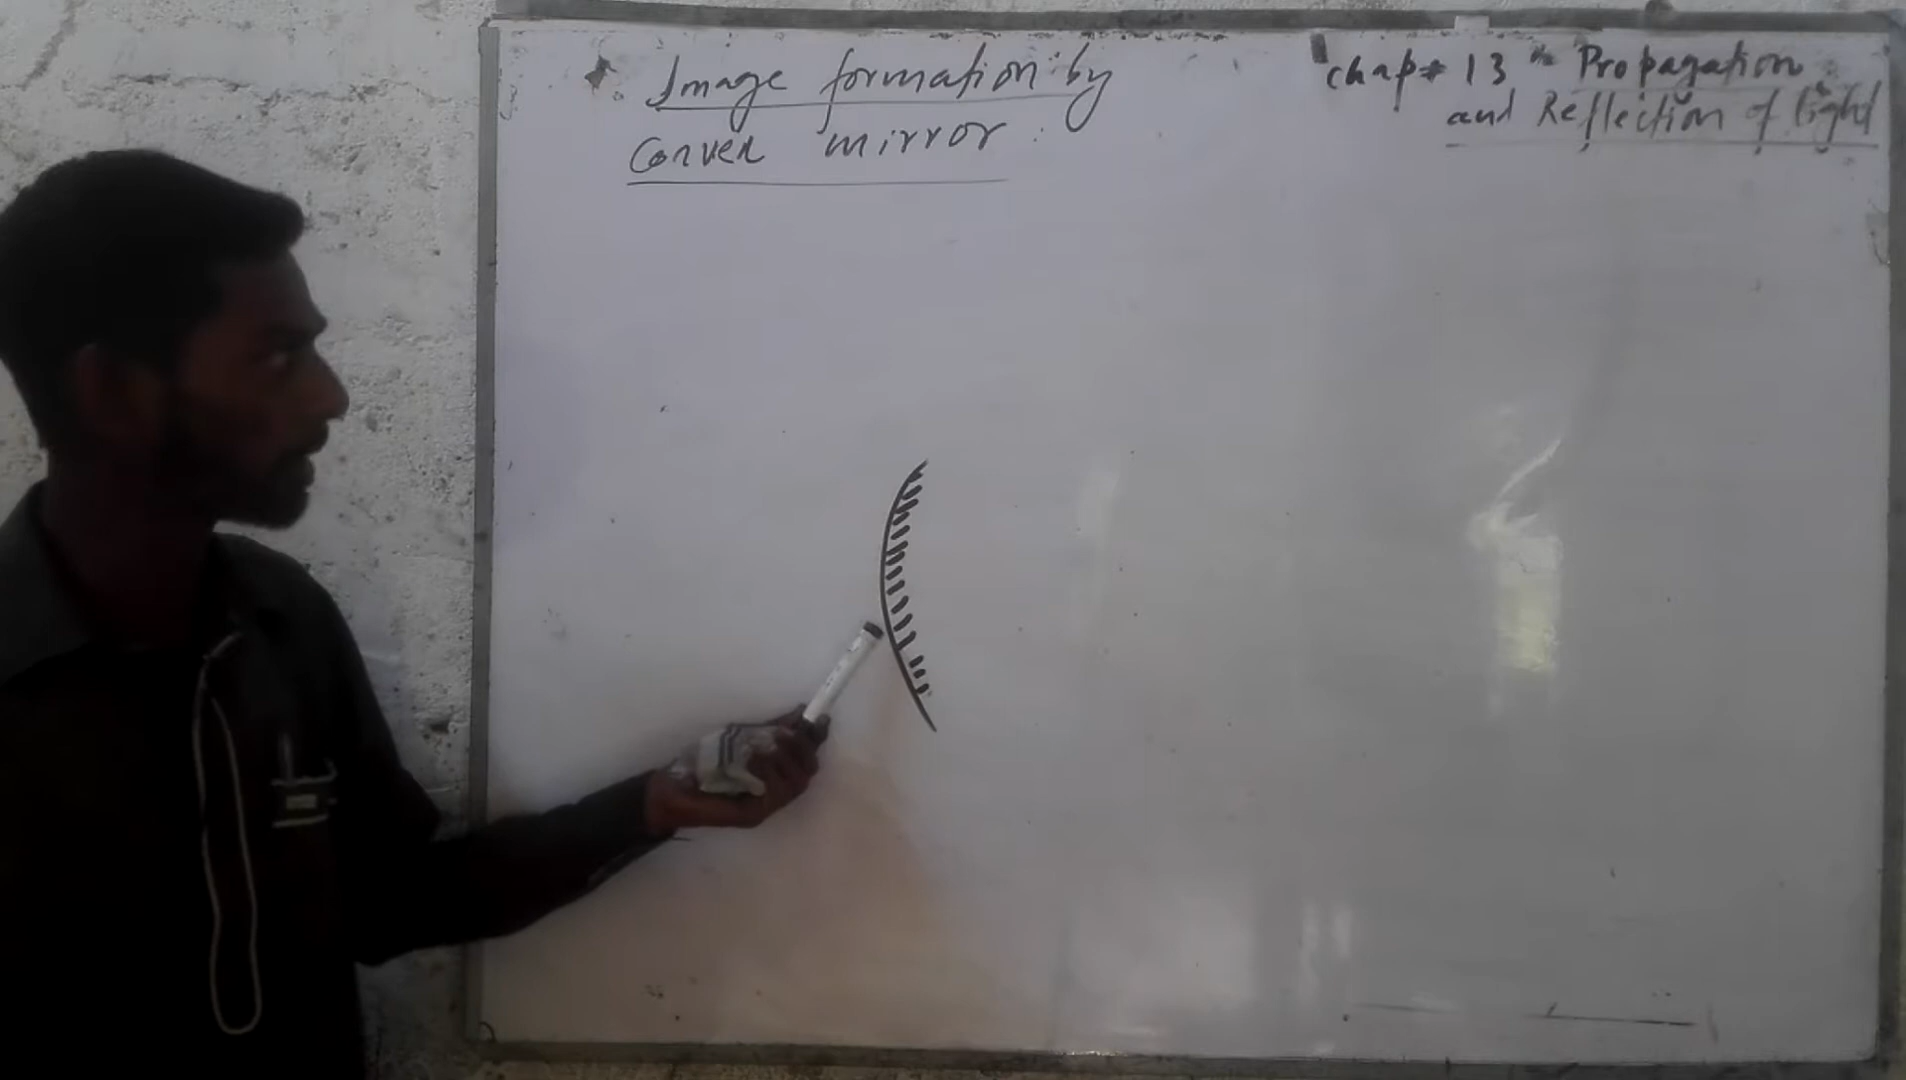 Image formation by
Convex mirror.
Chap# 13th Propagation
and Reflection of light